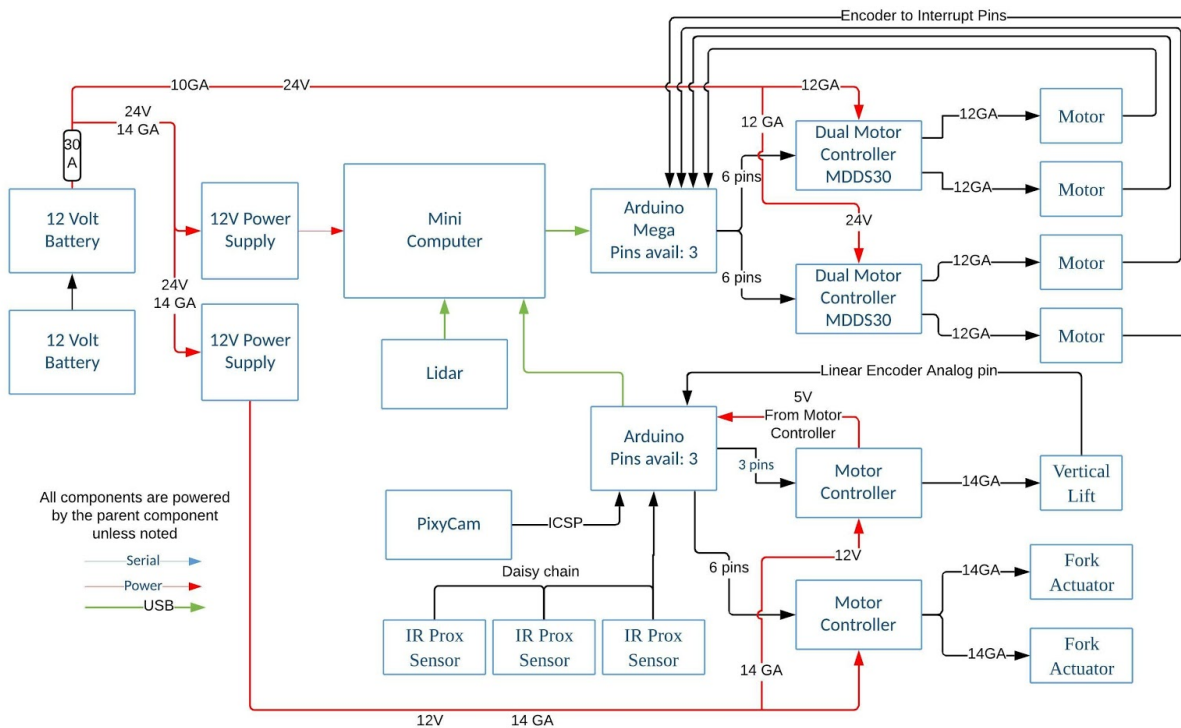 Encoder to Interrupt Pins
10GA
24V
12GA
24V
14 GA
30
A
12 GA
12 Volt
Battery
12V Power
Supply
Mini
Computer
Arduino
Mega
Pins avail: 3
6 pins
6 pins
Dual Motor
Controller
MDDS30
12GA
Motor
12GA
Motor
24V
Dual Motor
Controller
MDDS30
12GA
Motor
12GA
Motor
24V
14 GA
12 Volt
Battery
12V Power
Supply
Lidar
Linear Encoder Analog pin
5V
From Motor
Controller
Arduino
Pins avail: 3
3 pins
Motor
Controller
14GA
Vertical
Lift
All components are powered
by the parent component
unless noted
Serial
Power
USB
PixyCam
ICSP
12V
6 pins
Daisy chain
Motor
Controller
14GA
Fork
Actuator
14GA
Fork
Actuator
IR Prox
Sensor
IR Prox
Sensor
IR Prox
Sensor
14 GA
12V
14 GA